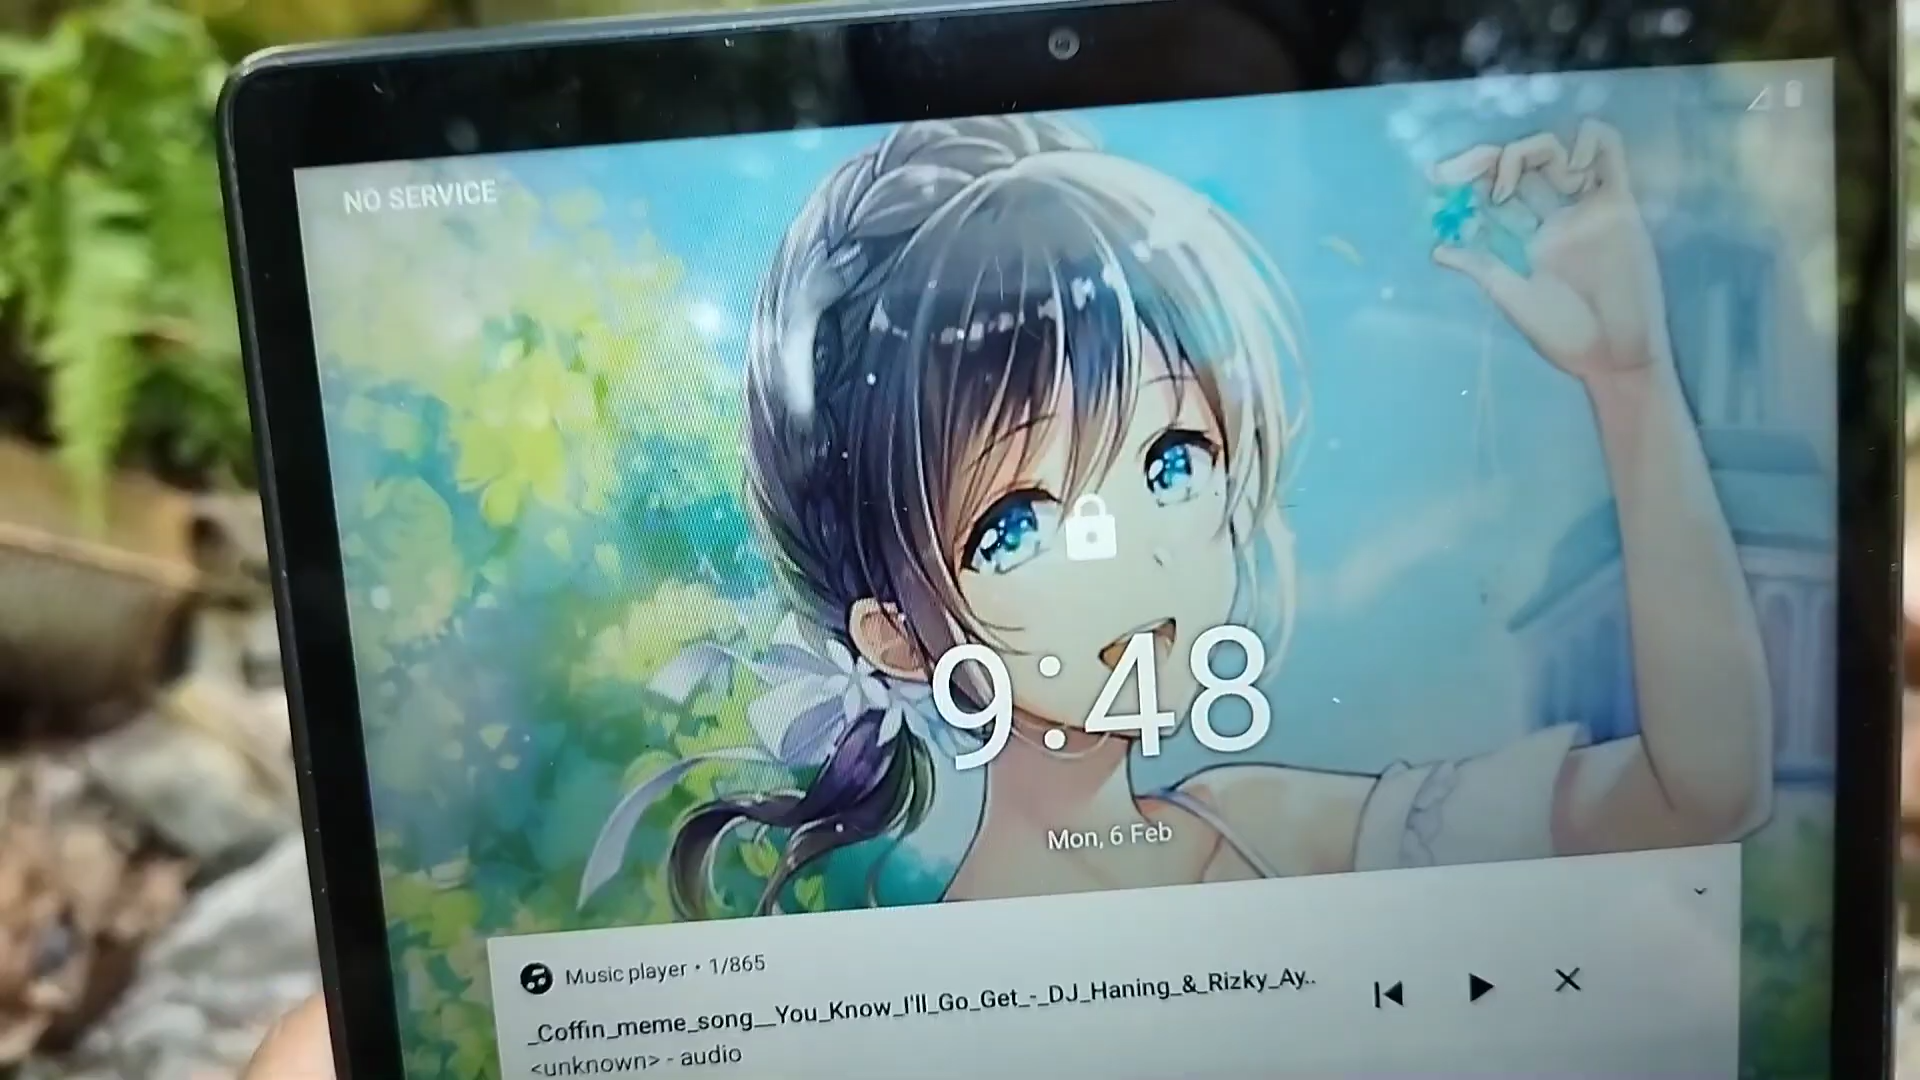 NO SERVICE
9:48
Mon, 6 Feb
Music player • 1/865
_Coffin_meme_song__You_Know_I'll_Go_Get_-_DJ_Haning_&_Rizky_Ay..
<unknown> - audio